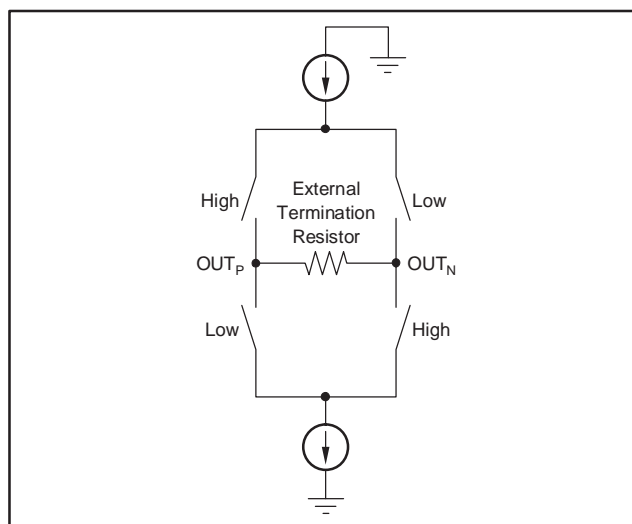 External
Termination
Resistor
High
Low
OUTP
OUTN
Low
High